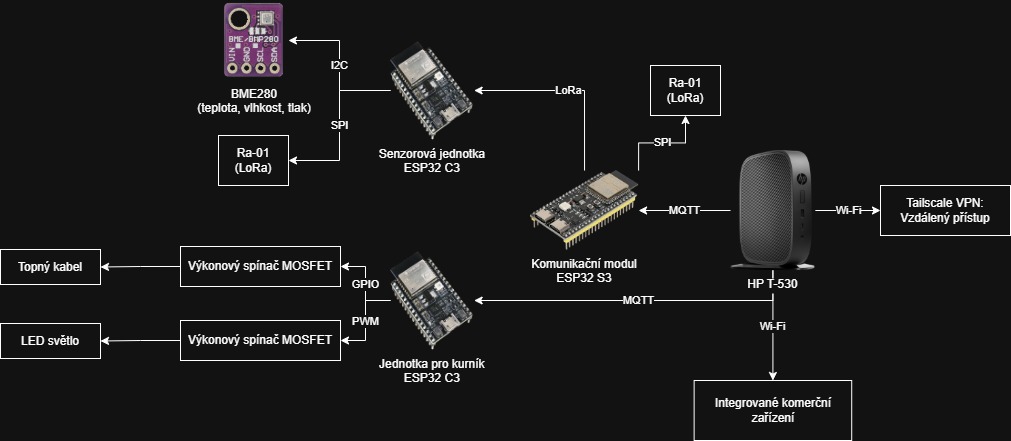 BME/BMP280
VIN
GND
SCL
SDA
BME280
(teplota, vlhkost, tlak)
I2C
SPI
Ra-01
(LoRa)
Senzorová jednotka
ESP32 C3
LoRa
Ra-01
(LoRa)
SPI
Komunikační modul
ESP32 S3
MQTT
HP T-530
Wi-Fi
Tailscale VPN:
Vzdálený přístup
Topný kabel
Výkonový spínač MOSFET
GPIO
PWM
LED světlo
Výkonový spínač MOSFET
Jednotka pro kurník
ESP32 C3
MQTT
Wi-Fi
Integrované komerční
zařízení